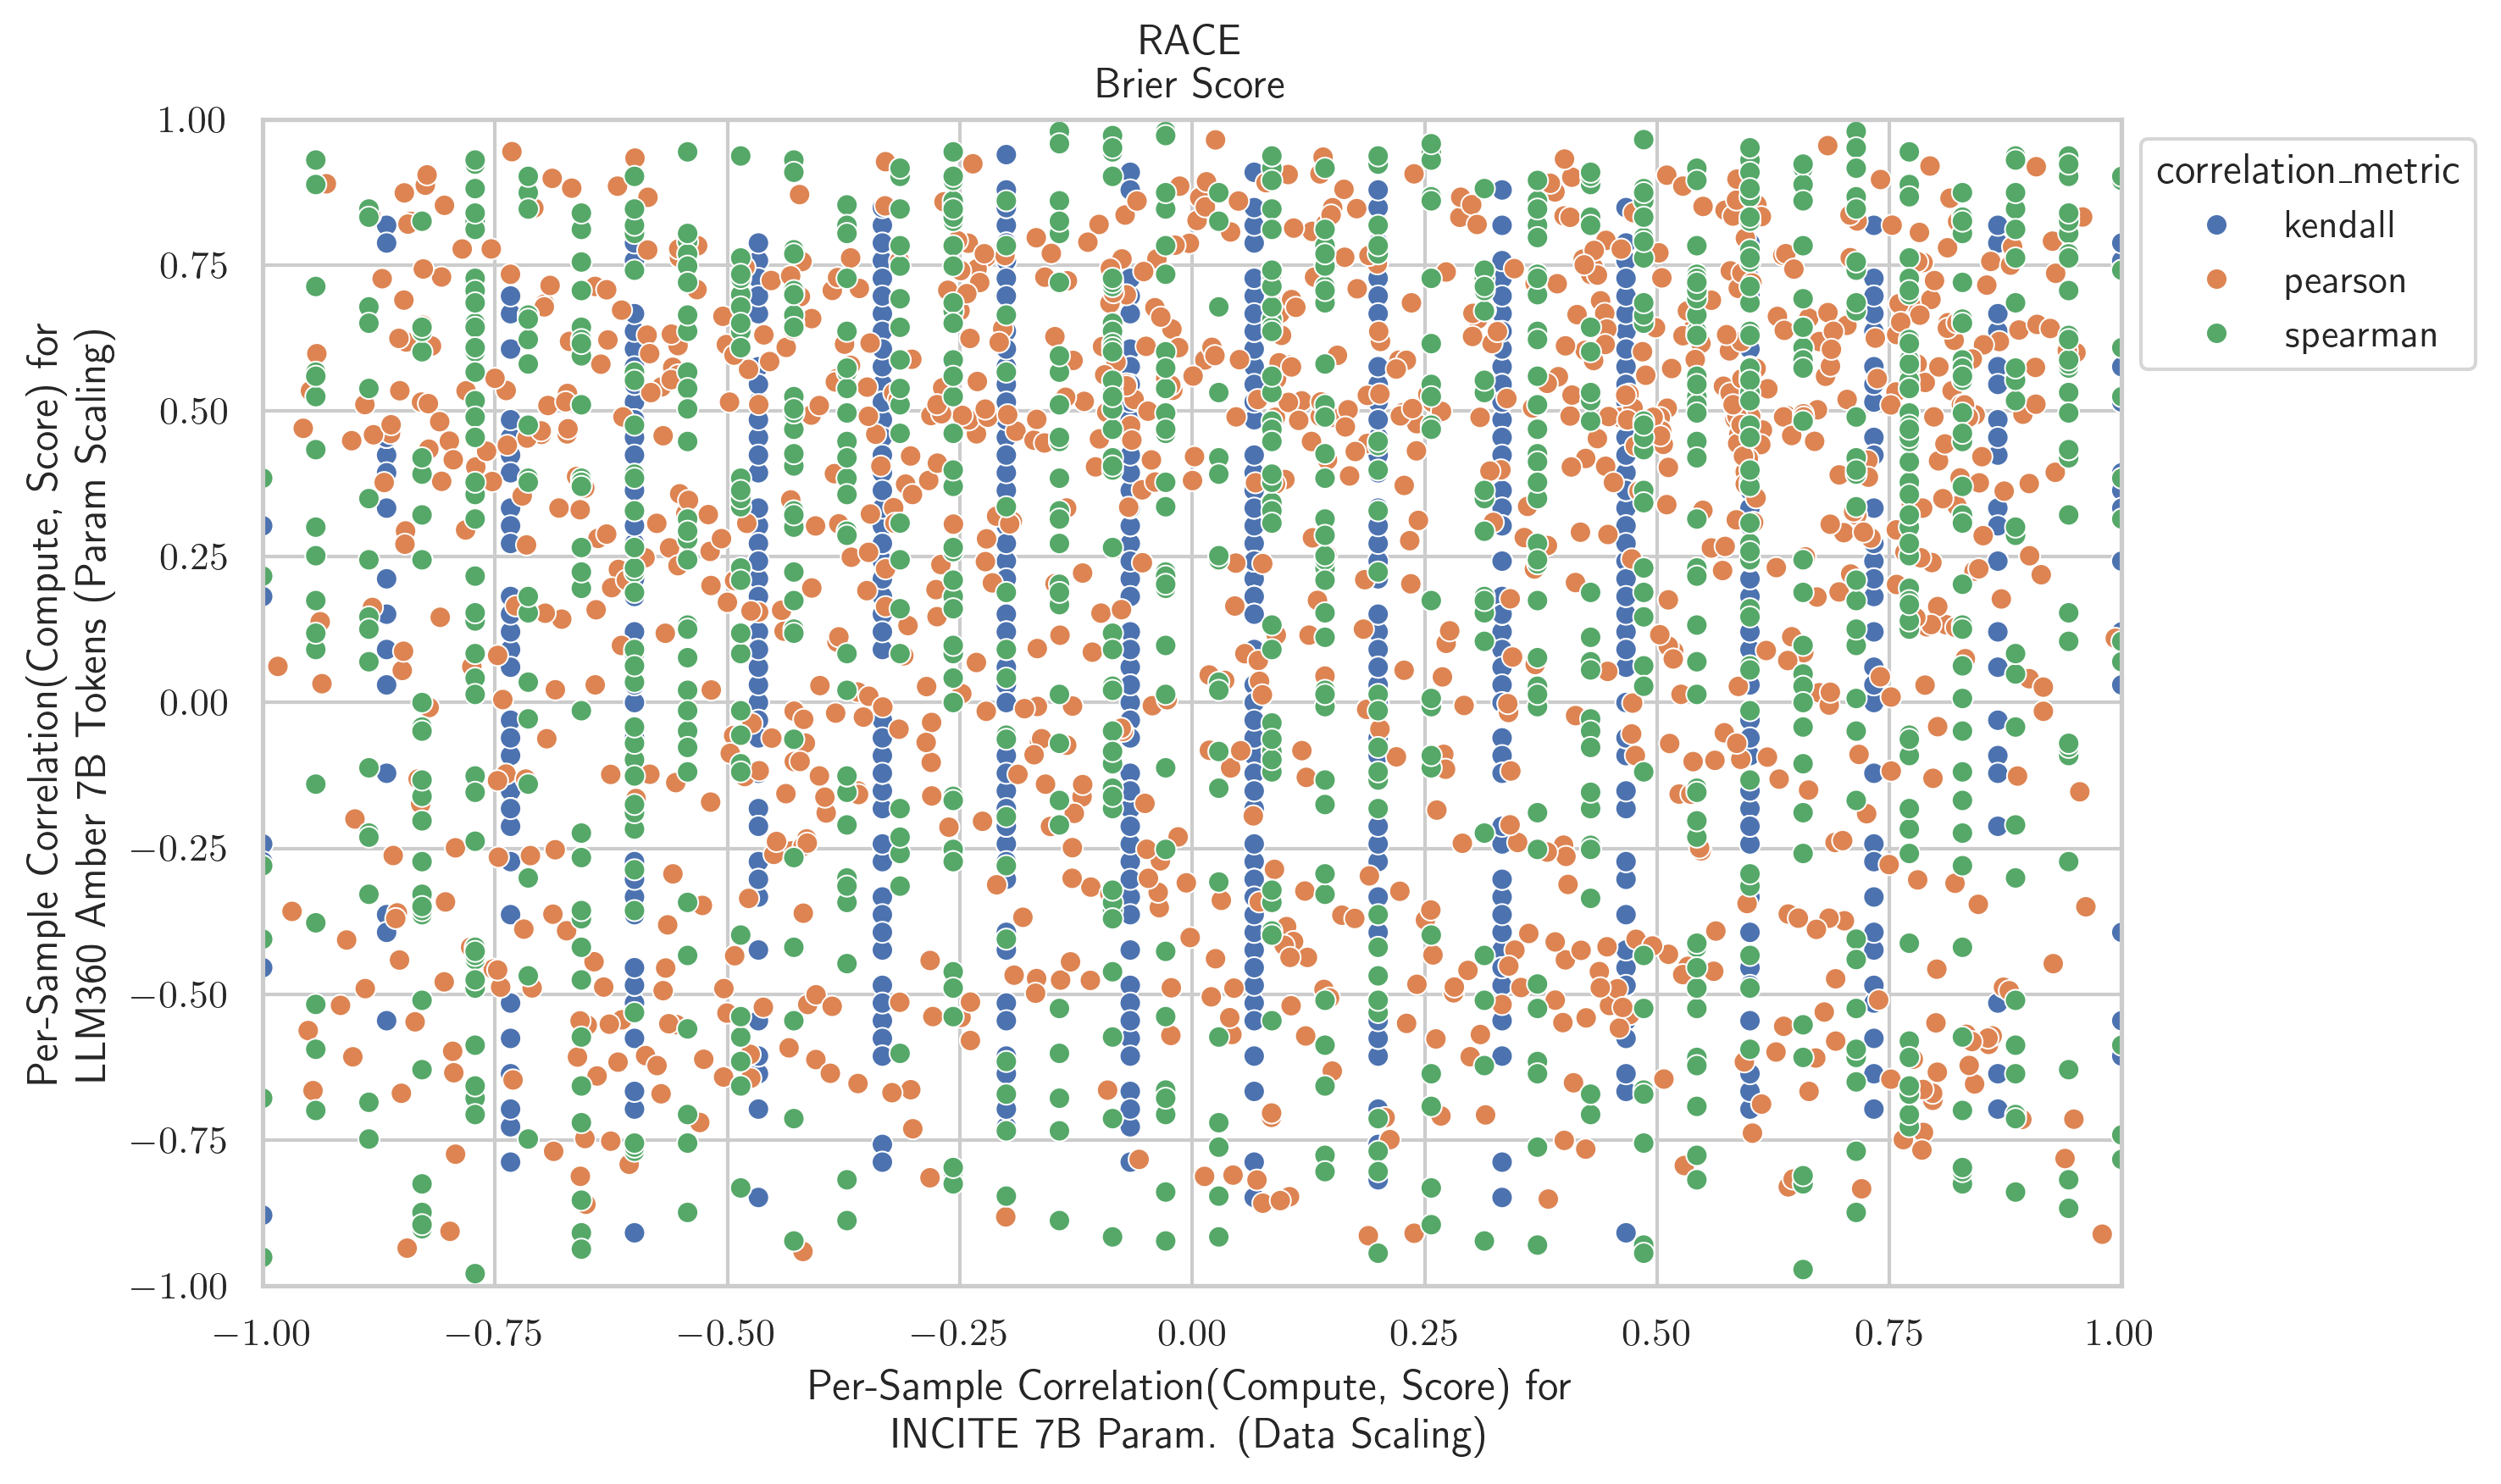 RACE
Brier Score
Per-Sample Correlation(Compute, Score) for
LLM360 Amber 7B Tokens (Param Scaling)
1.00
0.75
0.50
0.25
0.00
−0.25
−0.50
−0.75
−1.00
−1.00 −0.75 −0.50 −0.25 0.00 0.25 0.50 0.75 1.00
Per-Sample Correlation(Compute, Score) for
INCITE 7B Param. (Data Scaling)
correlation_metric
kendall
pearson
spearman